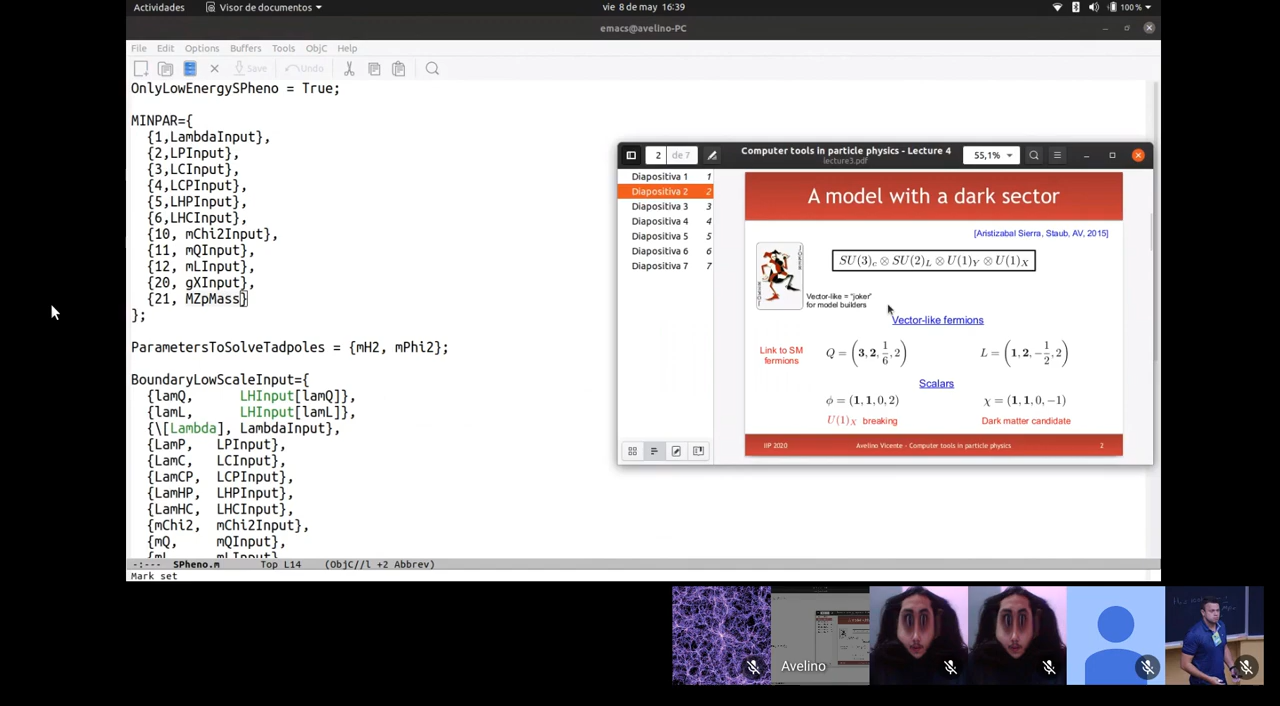 Actividades
Visor de documentos
vie 8 de may 16:39
100 %
emacs@avelino-PC
File Edit Options Buffers Tools ObjC Help
Save
Undo
OnlyLowEnergySPheno = True;
MINPAR={
{1,LambdaInput},
{2,LPInput},
{3,LCInput},
{4,LCPInput},
{5,LHPInput},
{6,LHCInput},
{10, mChi2Input},
{11, mQInput},
{12, mLInput},
{20, gXInput},
{21, MZpMass}
};
ParametersToSolveTadpoles = {mH2, mPhi2};
BoundaryLowScaleInput={
{lamQ, LHInput[lamQ]},
{lamL, LHInput[lamL]},
{\[Lambda], LambdaInput},
{LamP, LPInput},
{LamC, LCInput},
{LamCP, LCPInput},
{LamHP, LHPInput},
{LamHC, LHCInput},
{mChi2, mChi2Input},
{mQ, mQInput},
-:--- SPheno.m Top L14 (ObjC//l +2 Abbrev)
Mark set
2 de 7
Computer tools in particle physics - Lecture 4
lecture3.pdf
55,1%
Diapositiva 1 1
Diapositiva 2 2
Diapositiva 3 3
Diapositiva 4 4
Diapositiva 5 5
Diapositiva 6 6
Diapositiva 7 7
A model with a dark sector
[Aristizabal Sierra, Staub, AV, 2015]
SU(3)c ⊗ SU(2)L ⊗ U(1)Y ⊗ U(1)X
Vector-like = "joker"
for model builders
Vector-like fermions
Link to SM
fermions
Q = (3, 2, 1/6, 2)
L = (1, 2, -1/2, 2)
Scalars
ϕ = (1, 1, 0, 2)
χ = (1, 1, 0, -1)
U(1)X breaking
Dark matter candidate
IIP 2020
Avelino Vicente - Computer tools in particle physics
2
Avelino